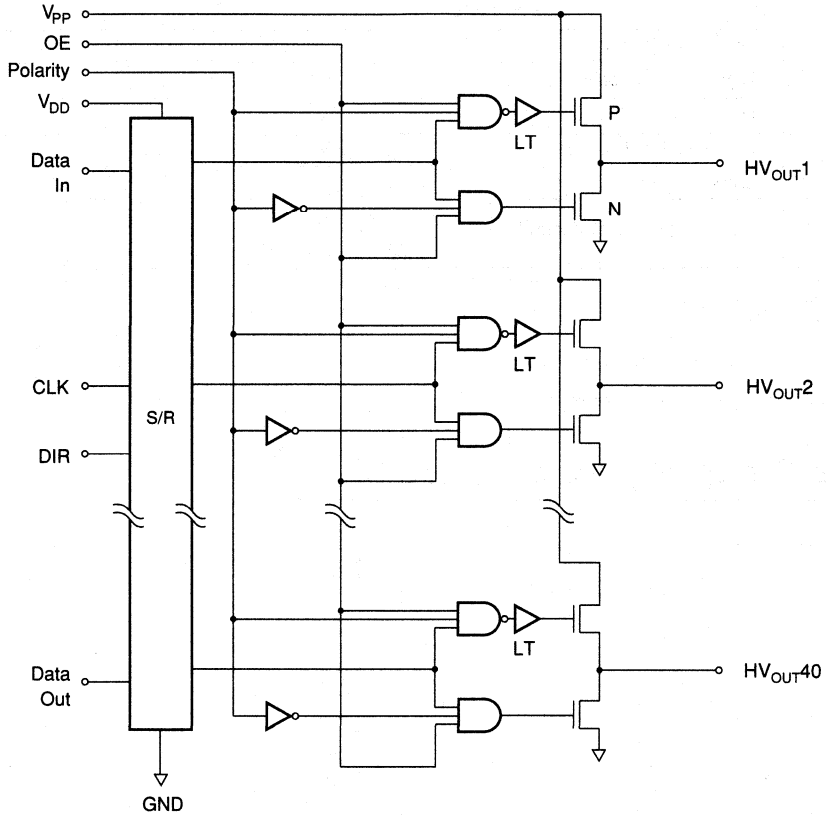 VPP
OE
Polarity
VDD
P
LT
Data
In
HVOUT1
N
LT
CLK
HVOUT2
S/R
DIR
LT
Data
Out
HVOUT40
GND